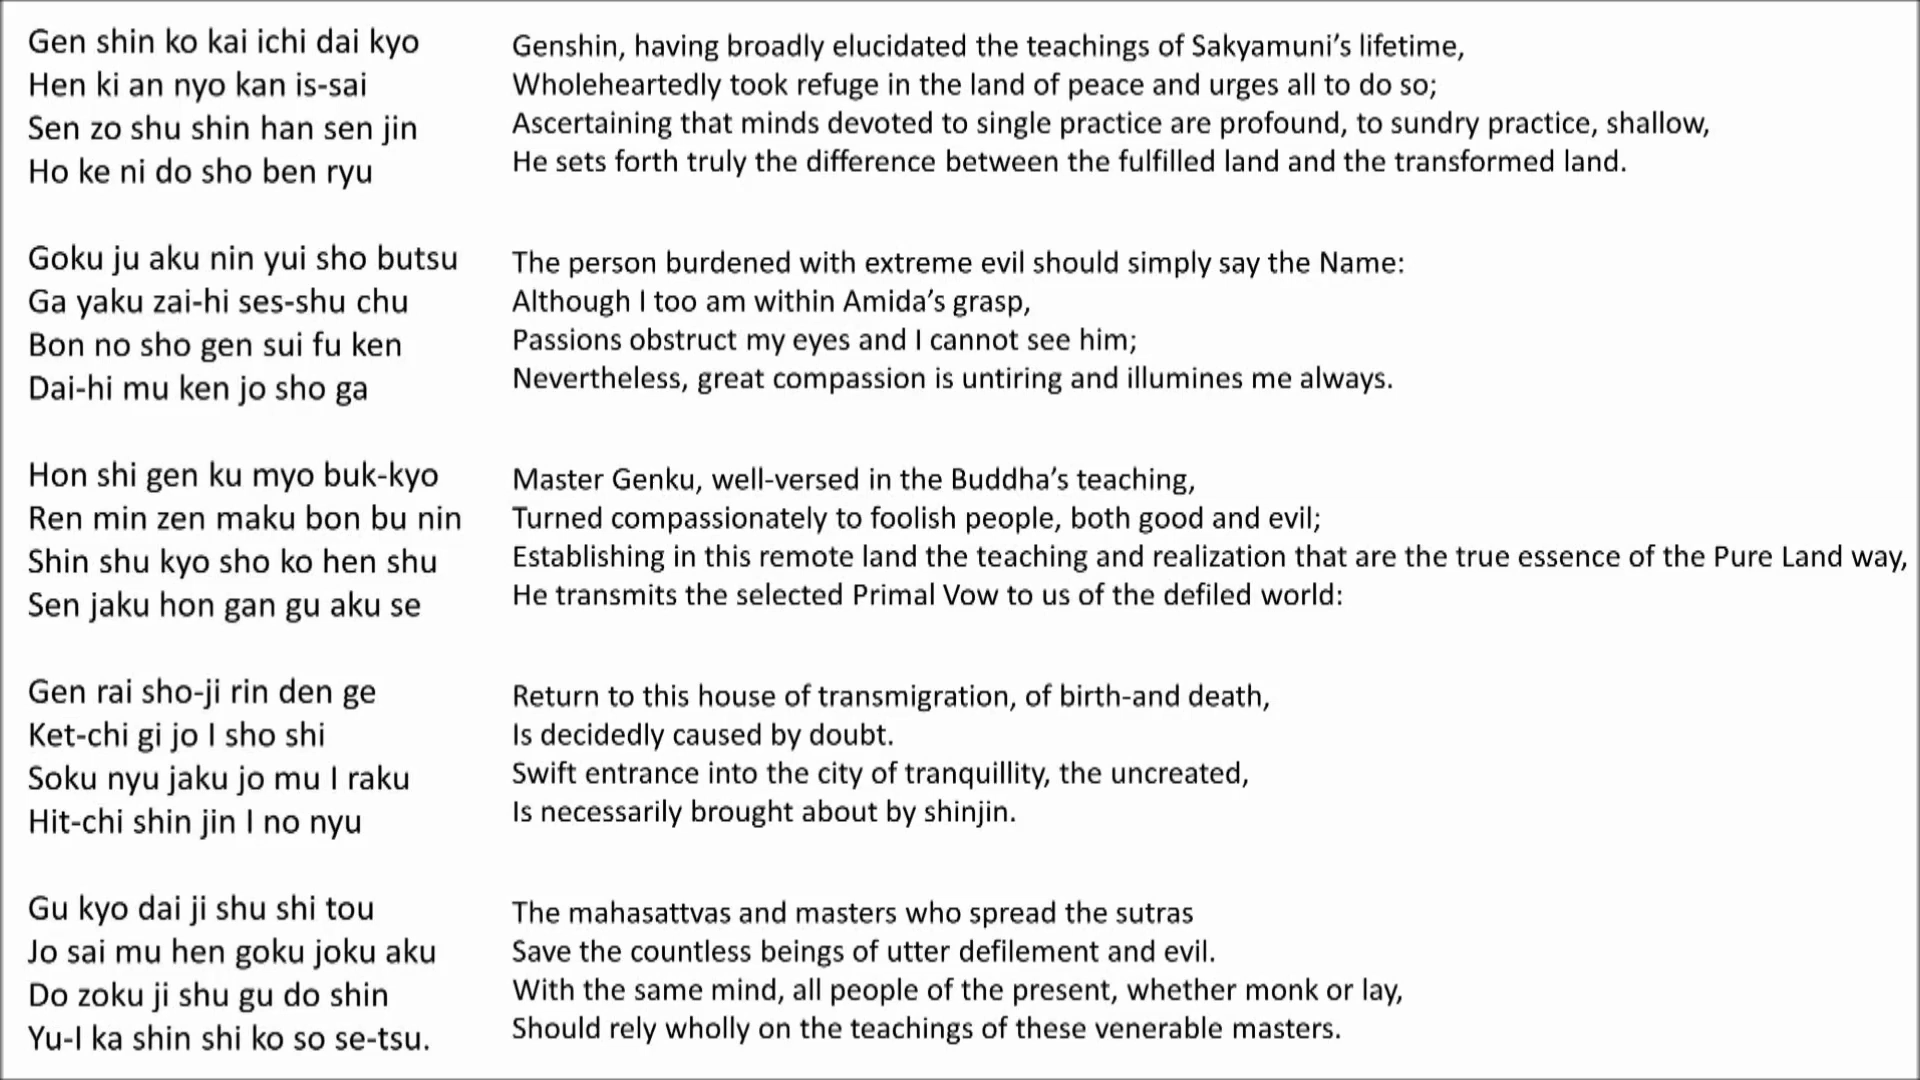 Gen shin ko kai ichi dai kyo
Hen ki an nyo kan is-sai
Sen zo shu shin han sen jin
Ho ke ni do sho ben ryu
Genshin, having broadly elucidated the teachings of Sakyamuni’s lifetime,
Wholeheartedly took refuge in the land of peace and urges all to do so;
Ascertaining that minds devoted to single practice are profound, to sundry practice, shallow,
He sets forth truly the difference between the fulfilled land and the transformed land.
Goku ju aku nin yui sho butsu
Ga yaku zai-hi ses-shu chu
Bon no sho gen sui fu ken
Dai-hi mu ken jo sho ga
The person burdened with extreme evil should simply say the Name:
Although I too am within Amida’s grasp,
Passions obstruct my eyes and I cannot see him;
Nevertheless, great compassion is untiring and illumines me always.
Hon shi gen ku myo buk-kyo
Ren min zen maku bon bu nin
Shin shu kyo sho ko hen shu
Sen jaku hon gan gu aku se
Master Genku, well-versed in the Buddha’s teaching,
Turned compassionately to foolish people, both good and evil;
Establishing in this remote land the teaching and realization that are the true essence of the Pure Land way,
He transmits the selected Primal Vow to us of the defiled world:
Gen rai sho-ji rin den ge
Ket-chi gi jo I sho shi
Soku nyu jaku jo mu I raku
Hit-chi shin jin I no nyu
Return to this house of transmigration, of birth-and death,
Is decidedly caused by doubt.
Swift entrance into the city of tranquillity, the uncreated,
Is necessarily brought about by shinjin.
Gu kyo dai ji shu shi tou
Jo sai mu hen goku joku aku
Do zoku ji shu gu do shin
Yu-I ka shin shi ko so se-tsu.
The mahasattvas and masters who spread the sutras
Save the countless beings of utter defilement and evil.
With the same mind, all people of the present, whether monk or lay,
Should rely wholly on the teachings of these venerable masters.